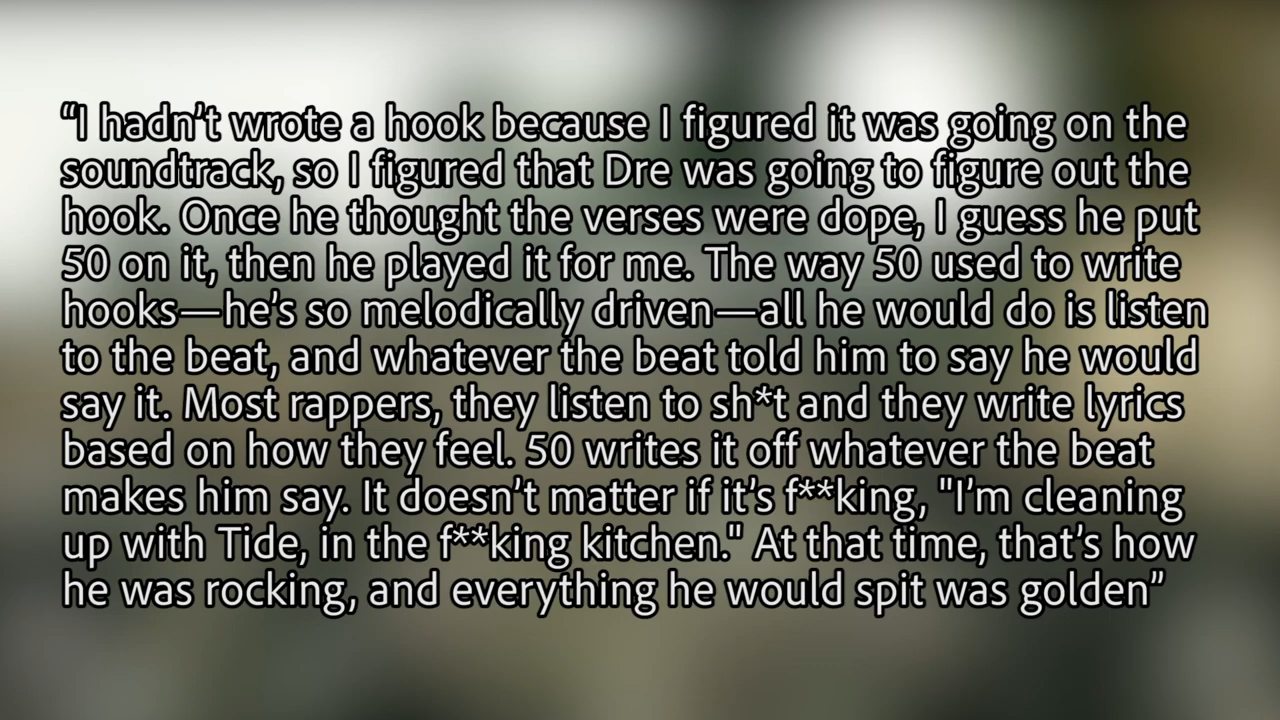 “I hadn’t wrote a hook because I figured it was going on the
soundtrack, so I figured that Dre was going to figure out the
hook. Once he thought the verses were dope, I guess he put
50 on it, then he played it for me. The way 50 used to write
hooks—he’s so melodically driven—all he would do is listen
to the beat, and whatever the beat told him to say he would
say it. Most rappers, they listen to sh*t and they write lyrics
based on how they feel. 50 writes it off whatever the beat
makes him say. It doesn’t matter if it’s f**king, "I’m cleaning
up with Tide, in the f**king kitchen." At that time, that’s how
he was rocking, and everything he would spit was golden”